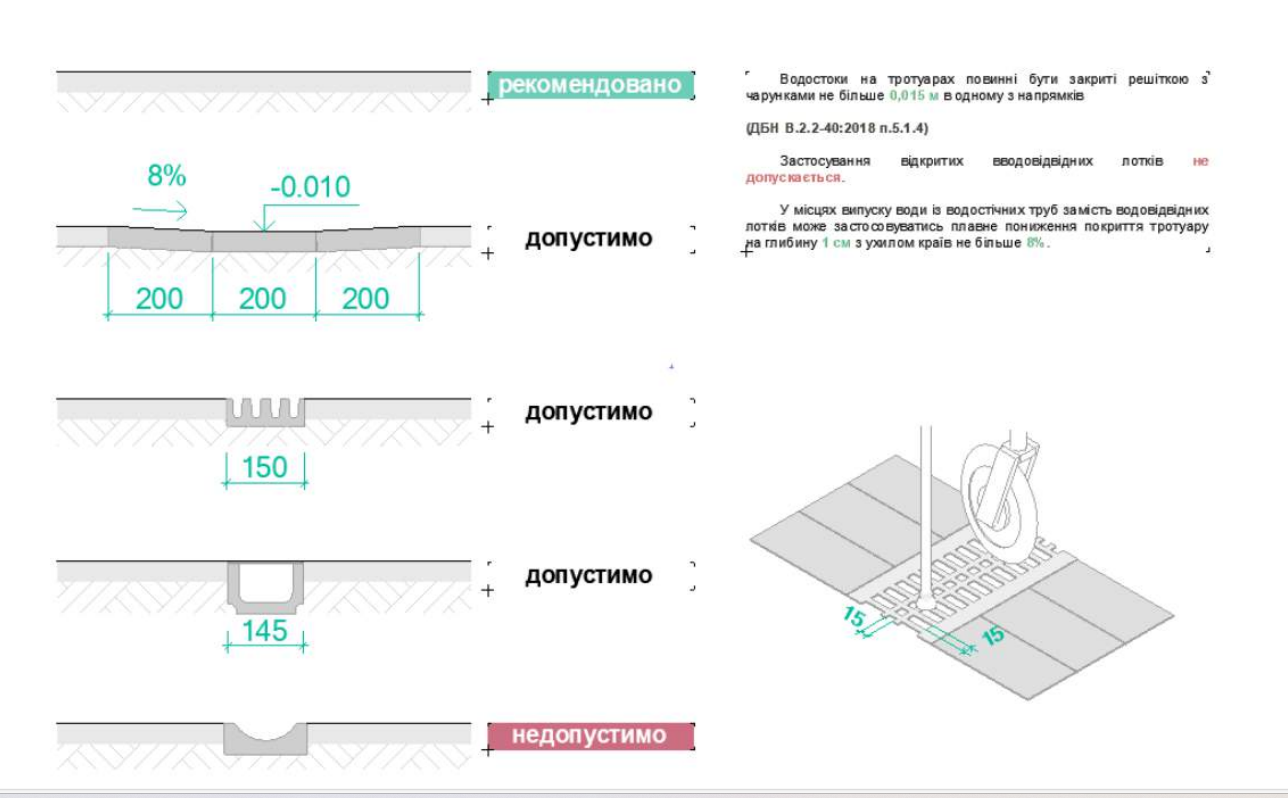 рекомендовано
8%
-0.010
допустимо
200 200 200
допустимо
150
допустимо
145
недопустимо
Водостоки на тротуарах повинні бути закриті решіткою з
чарунками не більше 0,015 м в одному з напрямків
(ДБН В.2.2-40:2018 п.5.1.4)
Застосування відкритих вводовідвідних лотків не
допускається.
У місцях випуску води із водостічних труб замість водовідвідних
лотків може застосовуватись плавне пониження покриття тротуару
на глибину 1 см з ухилом країв не більше 8%.
15
15